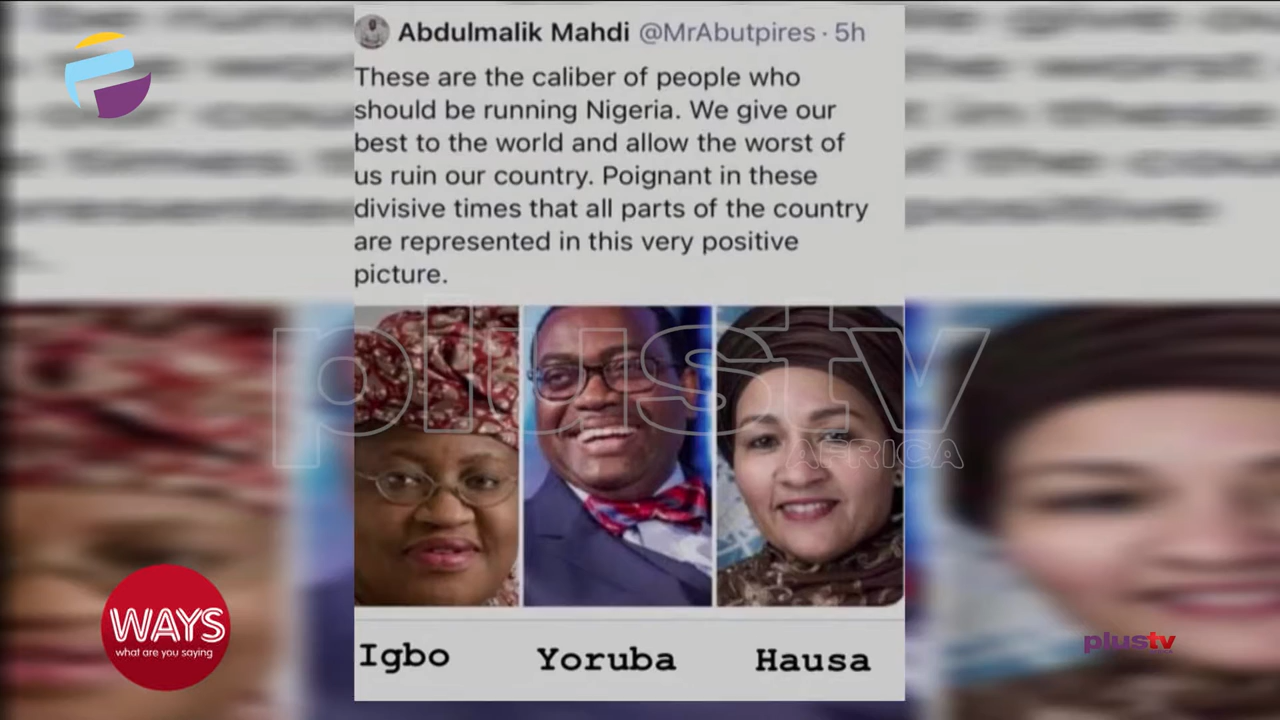 Abdulmalik Mahdi @MrAbutpires · 5h
These are the caliber of people who
should be running Nigeria. We give our
best to the world and allow the worst of
us ruin our country. Poignant in these
divisive times that all parts of the country
are represented in this very positive
picture.
plustv
AFRICA
WAYS
what are you saying
plustv
Igbo Yoruba Hausa